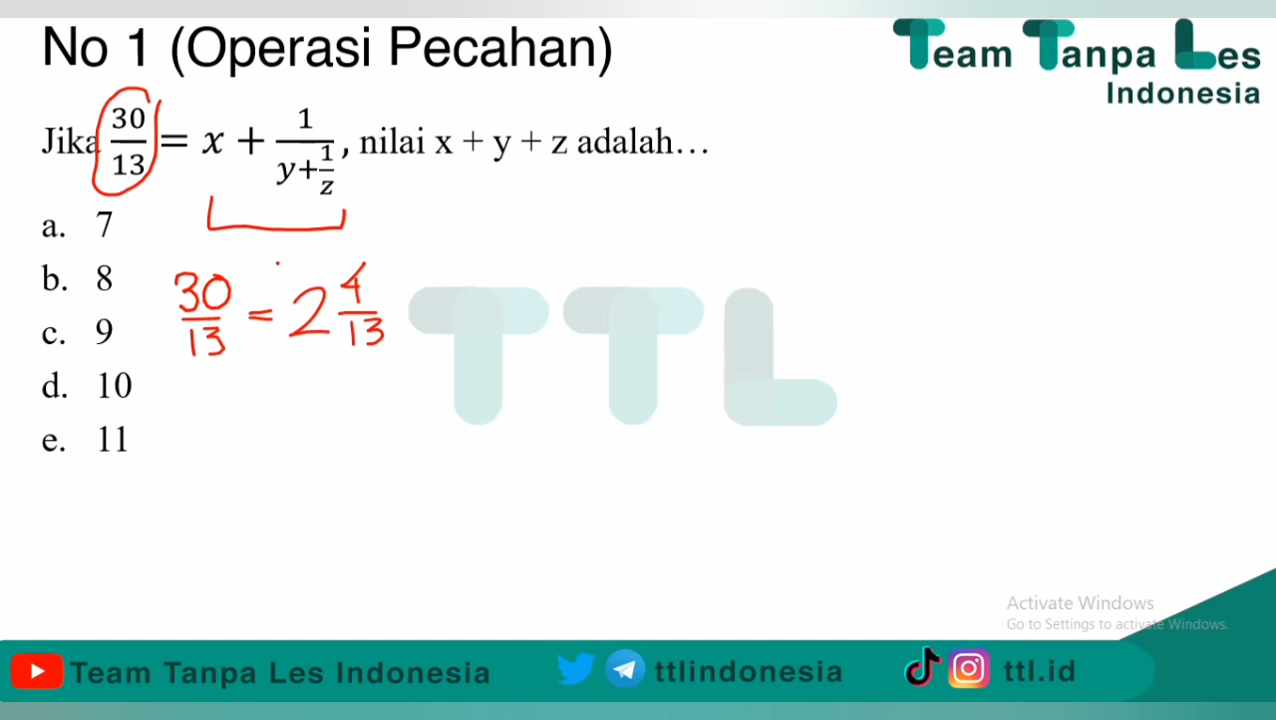 No 1 (Operasi Pecahan)
Team Tanpa Les
Indonesia
Jika 30/13 = x + 1/(y+1/z), nilai x + y + z adalah…
a. 7
b. 8
c. 9
d. 10
e. 11
30/13 = 2 4/13
TTL
Activate Windows
Go to Settings to activate Windows.
Team Tanpa Les Indonesia
ttlindonesia
ttl.id